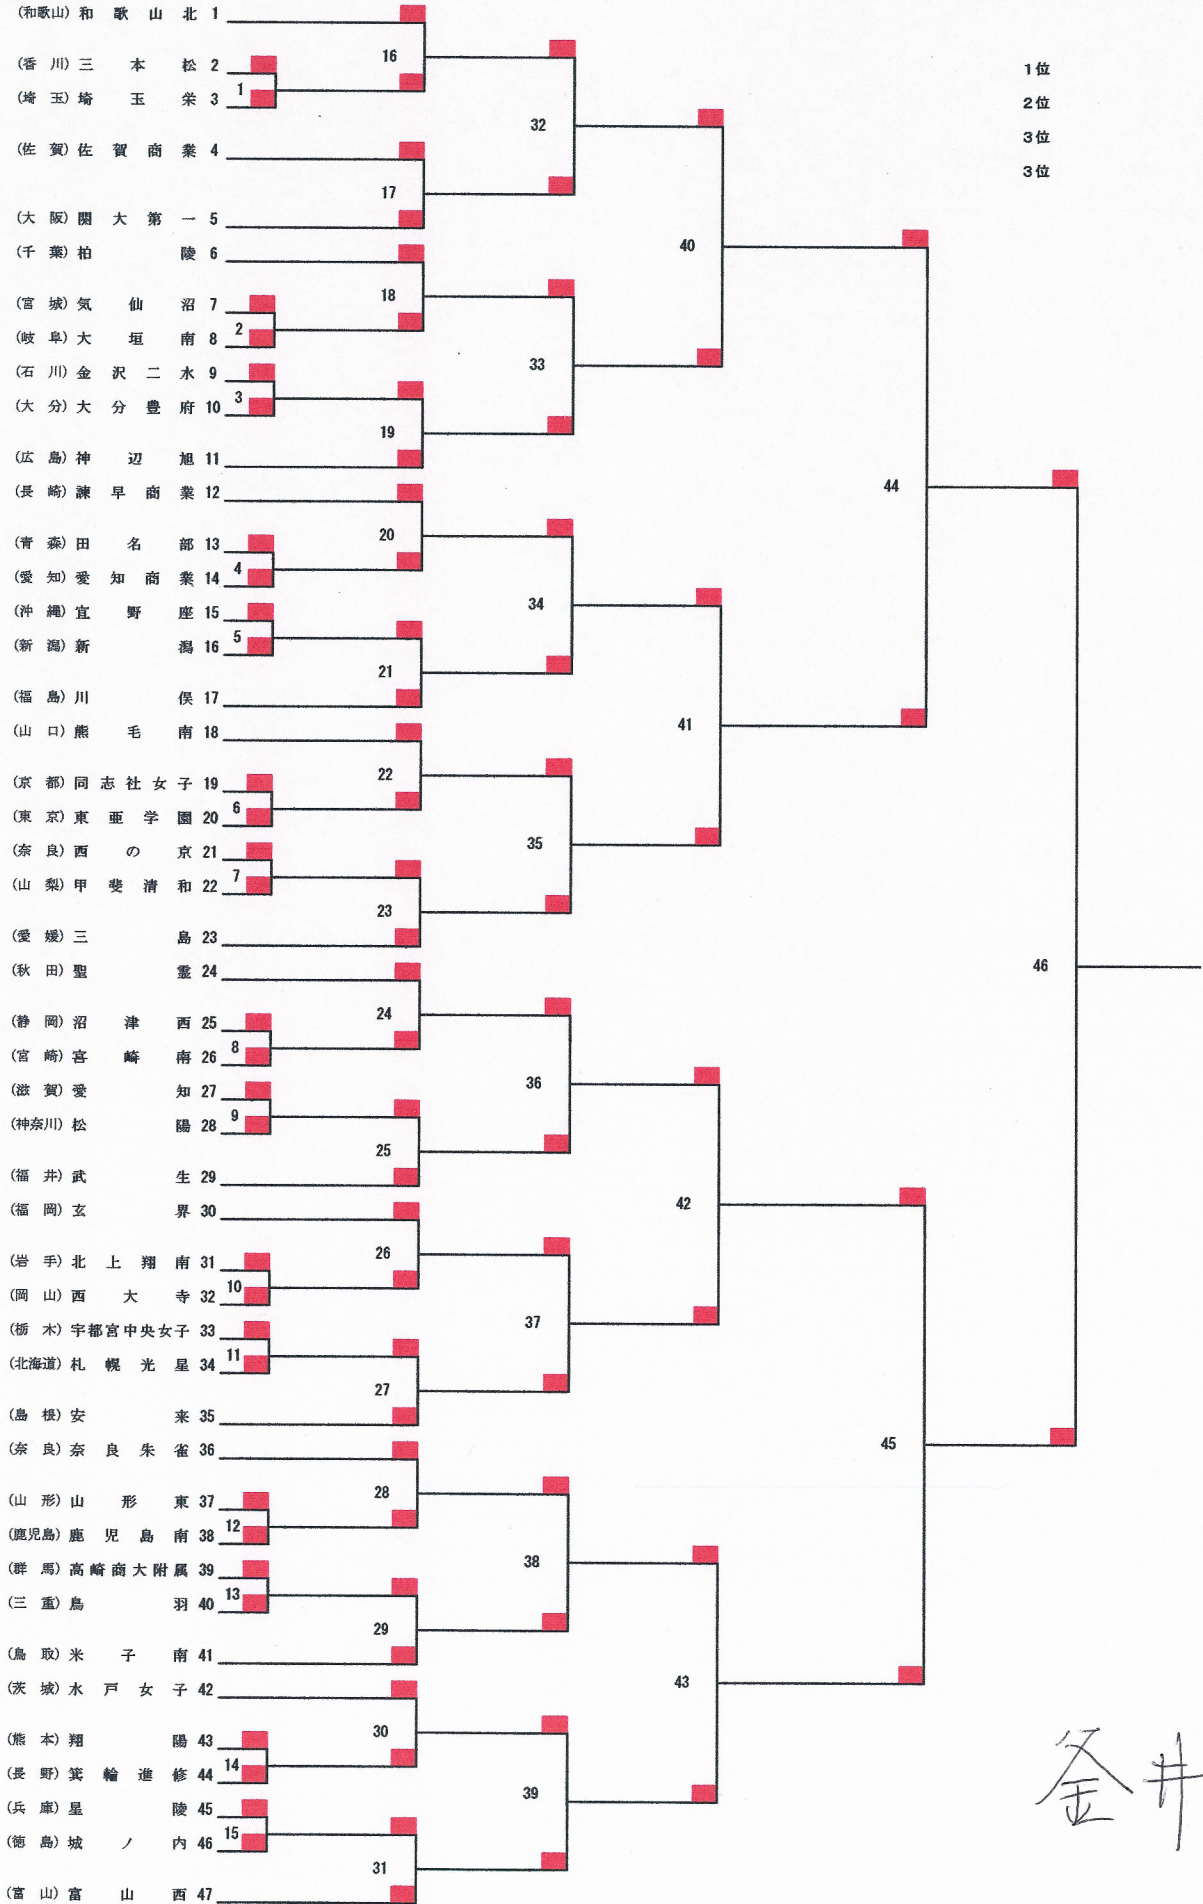 (和歌山) 和歌山北 1
(香川) 三本松 2
(埼玉) 埼玉栄 3
(佐賀) 佐賀商業 4
(大阪) 関大第一 5
(千葉) 柏陵 6
(宮城) 気仙沼 7
(岐阜) 大垣南 8
(石川) 金沢二水 9
(大分) 大分豊府 10
(広島) 神辺旭 11
(長崎) 諫早商業 12
(青森) 田名部 13
(愛知) 愛知商業 14
(沖縄) 宜野座 15
(新潟) 新潟 16
(福島) 川俣 17
(山口) 熊毛南 18
(京都) 同志社女子 19
(東京) 東亜学園 20
(奈良) 西の京 21
(山梨) 甲斐清和 22
(愛媛) 三島 23
(秋田) 聖霊 24
(静岡) 沼津西 25
(宮崎) 宮崎南 26
(滋賀) 愛知 27
(神奈川) 松陽 28
(福井) 武生 29
(福岡) 玄界 30
(岩手) 北上翔南 31
(岡山) 西大寺 32
(栃木) 宇都宮中央女子 33
(北海道) 札幌光星 34
(島根) 安来 35
(奈良) 奈良朱雀 36
(山形) 山形東 37
(鹿児島) 鹿児島南 38
(群馬) 高崎商大附属 39
(三重) 鳥羽 40
(鳥取) 米子南 41
(茨城) 水戸女子 42
(熊本) 翔陽 43
(長野) 箕輪進修 44
(兵庫) 星陵 45
(徳島) 城ノ内 46
(富山) 富山西 47
1
2
3
4
5
6
7
8
9
10
11
12
13
14
15
16
17
18
19
20
21
22
23
24
25
26
27
28
29
30
31
32
33
34
35
36
37
38
39
40
41
42
43
44
45
46
1位
2位
3位
3位
釜井